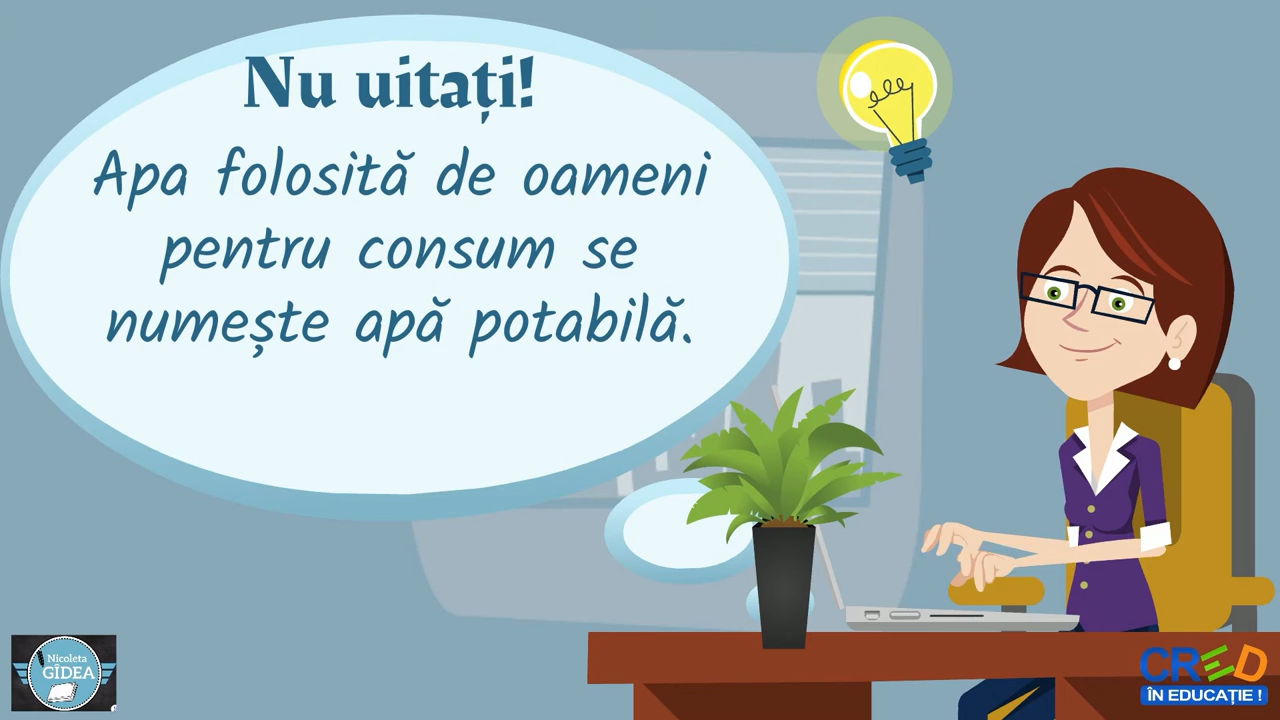 Nu uitați!
Apa folosită de oameni
pentru consum se
numește apă potabilă.
Nicoleta
GÎDEA
CRED
ÎN EDUCAȚIE !